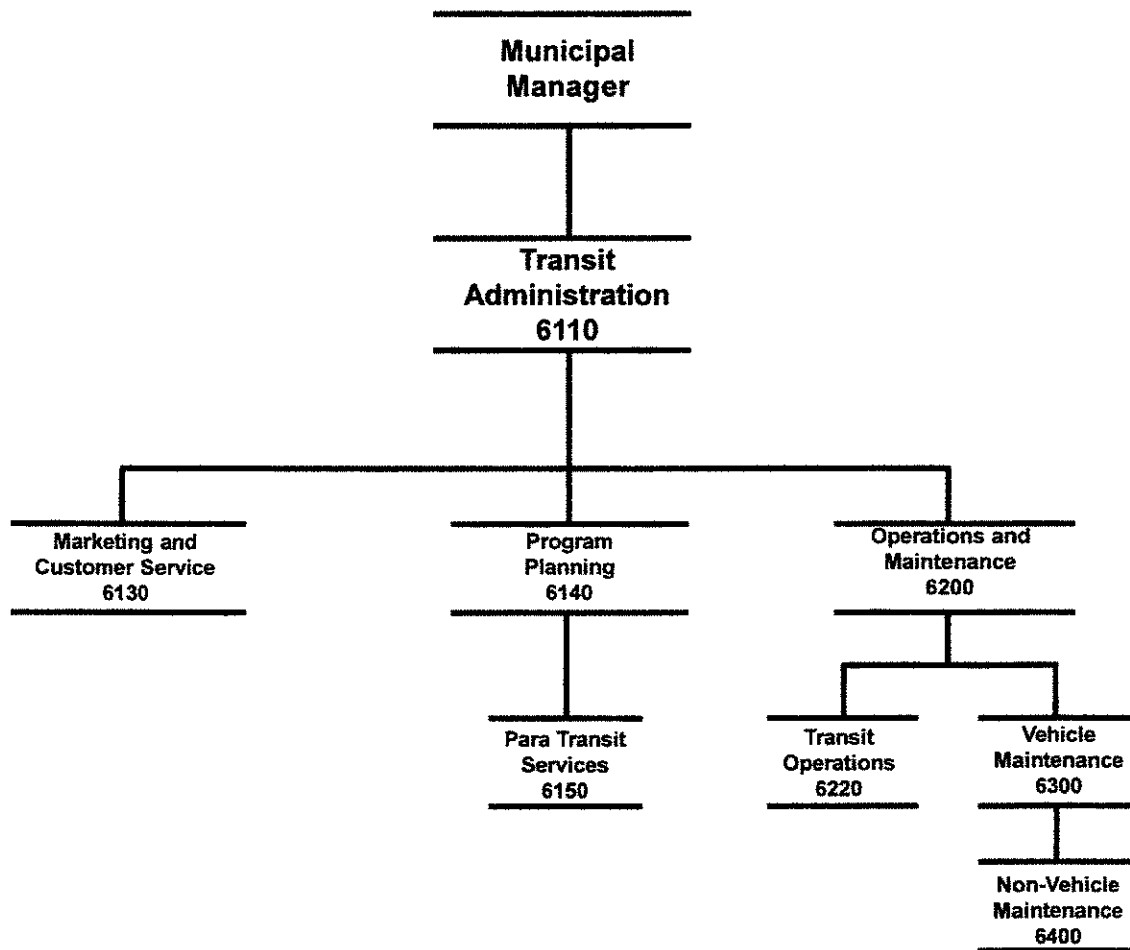 Municipal
Manager
Transit
Administration
6110
Marketing and
Customer Service
6130
Program
Planning
6140
Operations and
Maintenance
6200
Para Transit
Services
6150
Transit
Operations
6220
Vehicle
Maintenance
6300
Non-Vehicle
Maintenance
6400